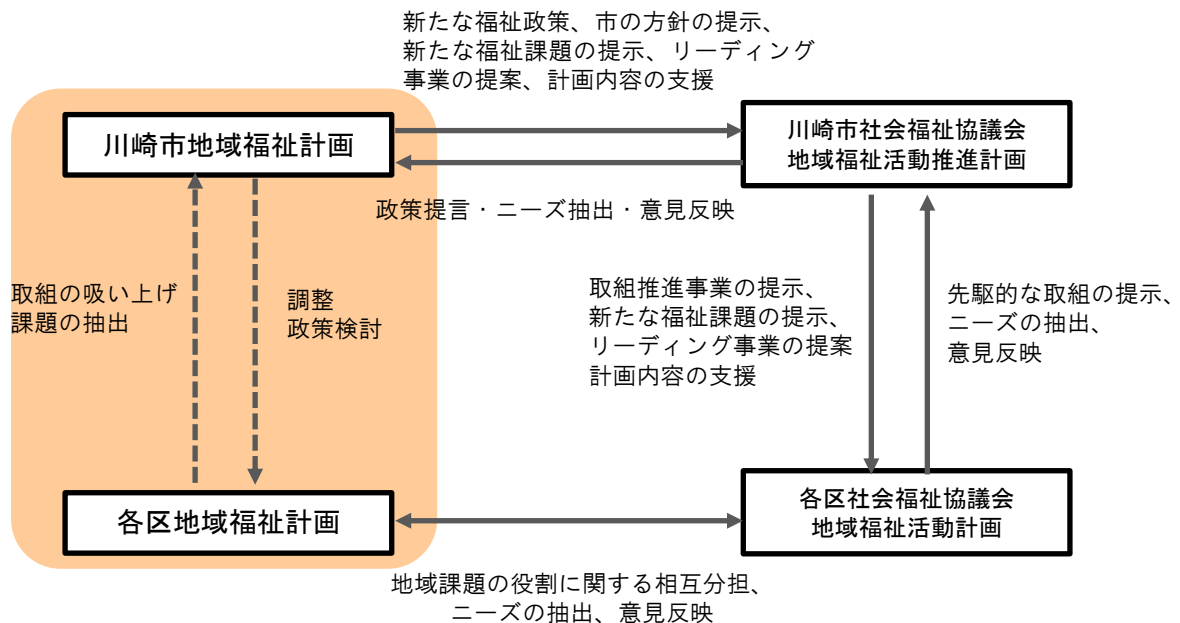 新たな福祉政策、市の方針の提示、
新たな福祉課題の提示、リーディング
事業の提案、計画内容の支援
川崎市地域福祉計画
川崎市社会福祉協議会
地域福祉活動推進計画
政策提言・ニーズ抽出・意見反映
取組の吸い上げ
課題の抽出
調整
政策検討
取組推進事業の提示、
新たな福祉課題の提示、
リーディング事業の提案
計画内容の支援
先駆的な取組の提示、
ニーズの抽出、
意見反映
各区地域福祉計画
各区社会福祉協議会
地域福祉活動計画
地域課題の役割に関する相互分担、
ニーズの抽出、意見反映